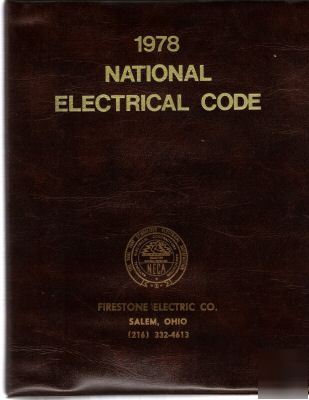 1978
NATIONAL
ELECTRICAL CODE
NECA
FIRESTONE ELECTRIC CO.
SALEM, OHIO
(216) 332-4613